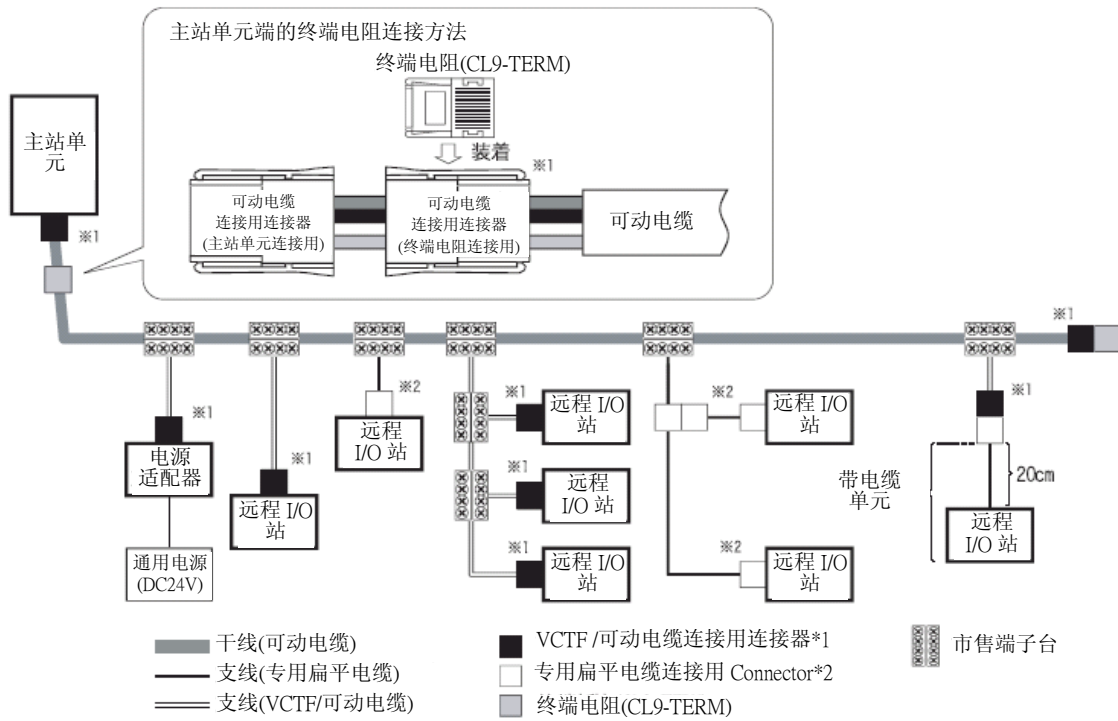 主站单元端的终端电阻连接方法
终端电阻(CL9-TERM)
装着
※1
主站单
元
※1
可动电缆
连接用连接器
(主站单元连接用)
可动电缆
连接用连接器
(终端电阻连接用)
可动电缆
※1
※1
电源
适配器
通用电源
(DC24V)
※1
远程 I/O
站
※2
远程
I/O 站
※1
远程 I/O
站
※1
远程
I/O 站
※1
远程 I/O
站
※2
远程 I/O
站
※2
远程 I/O
站
※1
带电缆
单元
20cm
远程
I/O 站
干线(可动电缆)
支线(专用扁平电缆)
支线(VCTF/可动电缆)
VCTF /可动电缆连接用连接器*1
专用扁平电缆连接用 Connector*2
终端电阻(CL9-TERM)
市售端子台